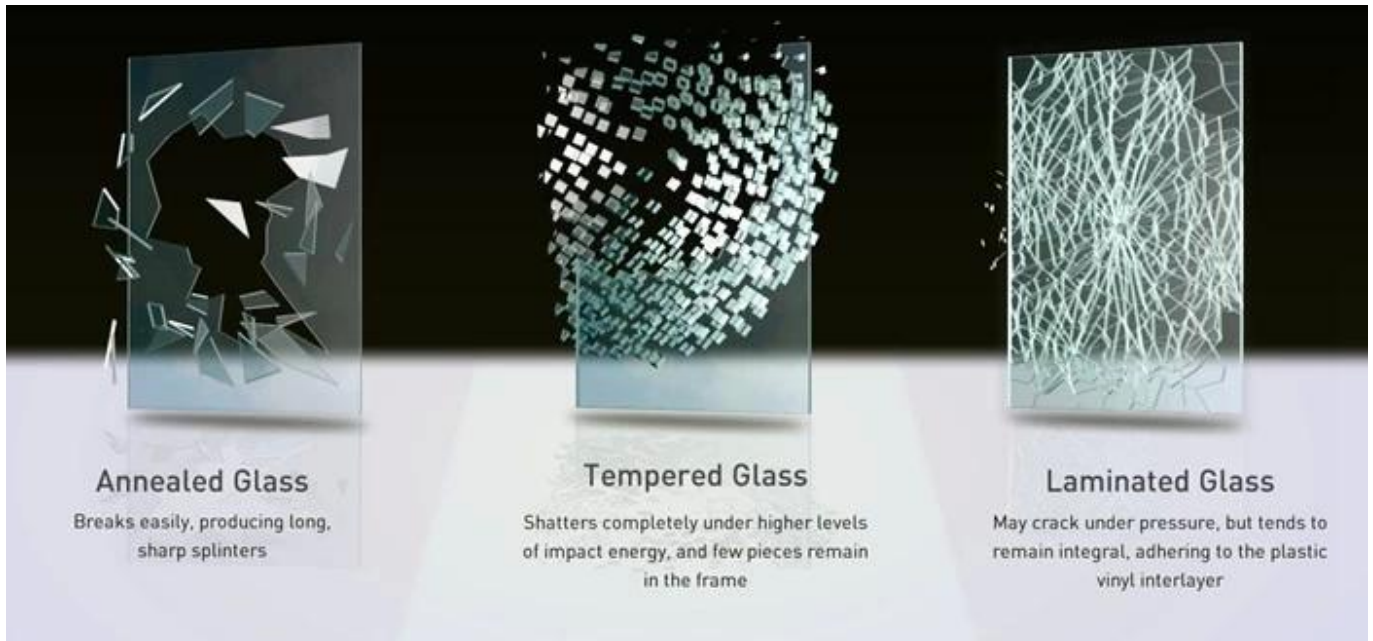 Annealed Glass
Breaks easily, producing long,
sharp splinters
Tempered Glass
Shatters completely under higher levels
of impact energy, and few pieces remain
in the frame
Laminated Glass
May crack under pressure, but tends to
remain integral, adhering to the plastic
vinyl interlayer